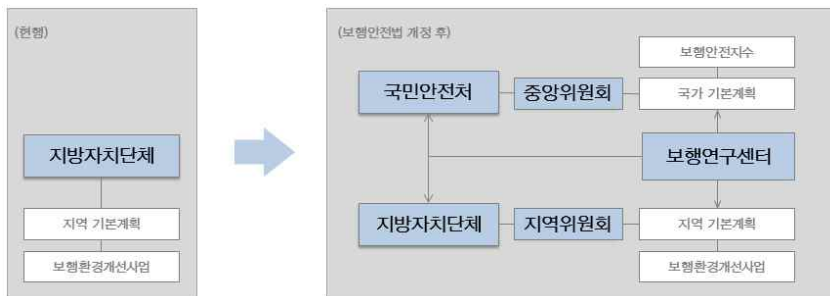 (현행)
지방자치단체
지역 기본계획
보행환경개선사업
(보행안전법 개정 후)
보행안전지수
국민안전처
중앙위원회
국가 기본계획
보행연구센터
지방자치단체
지역위원회
지역 기본계획
보행환경개선사업